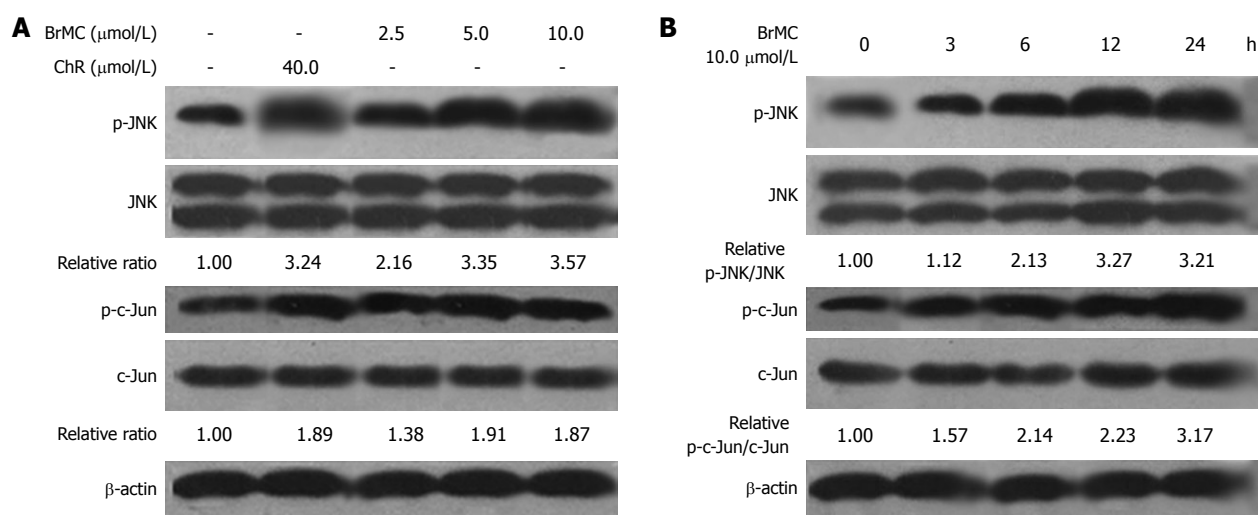 A
BrMC (μmol/L) - - 2.5 5.0 10.0
ChR (μmol/L) - 40.0 - - -
p-JNK
JNK
Relative ratio 1.00 3.24 2.16 3.35 3.57
p-c-Jun
c-Jun
Relative ratio 1.00 1.89 1.38 1.91 1.87
β-actin
B
BrMC
10.0 μmol/L 0 3 6 12 24 h
p-JNK
JNK
Relative
p-JNK/JNK 1.00 1.12 2.13 3.27 3.21
p-c-Jun
c-Jun
Relative
p-c-Jun/c-Jun 1.00 1.57 2.14 2.23 3.17
β-actin